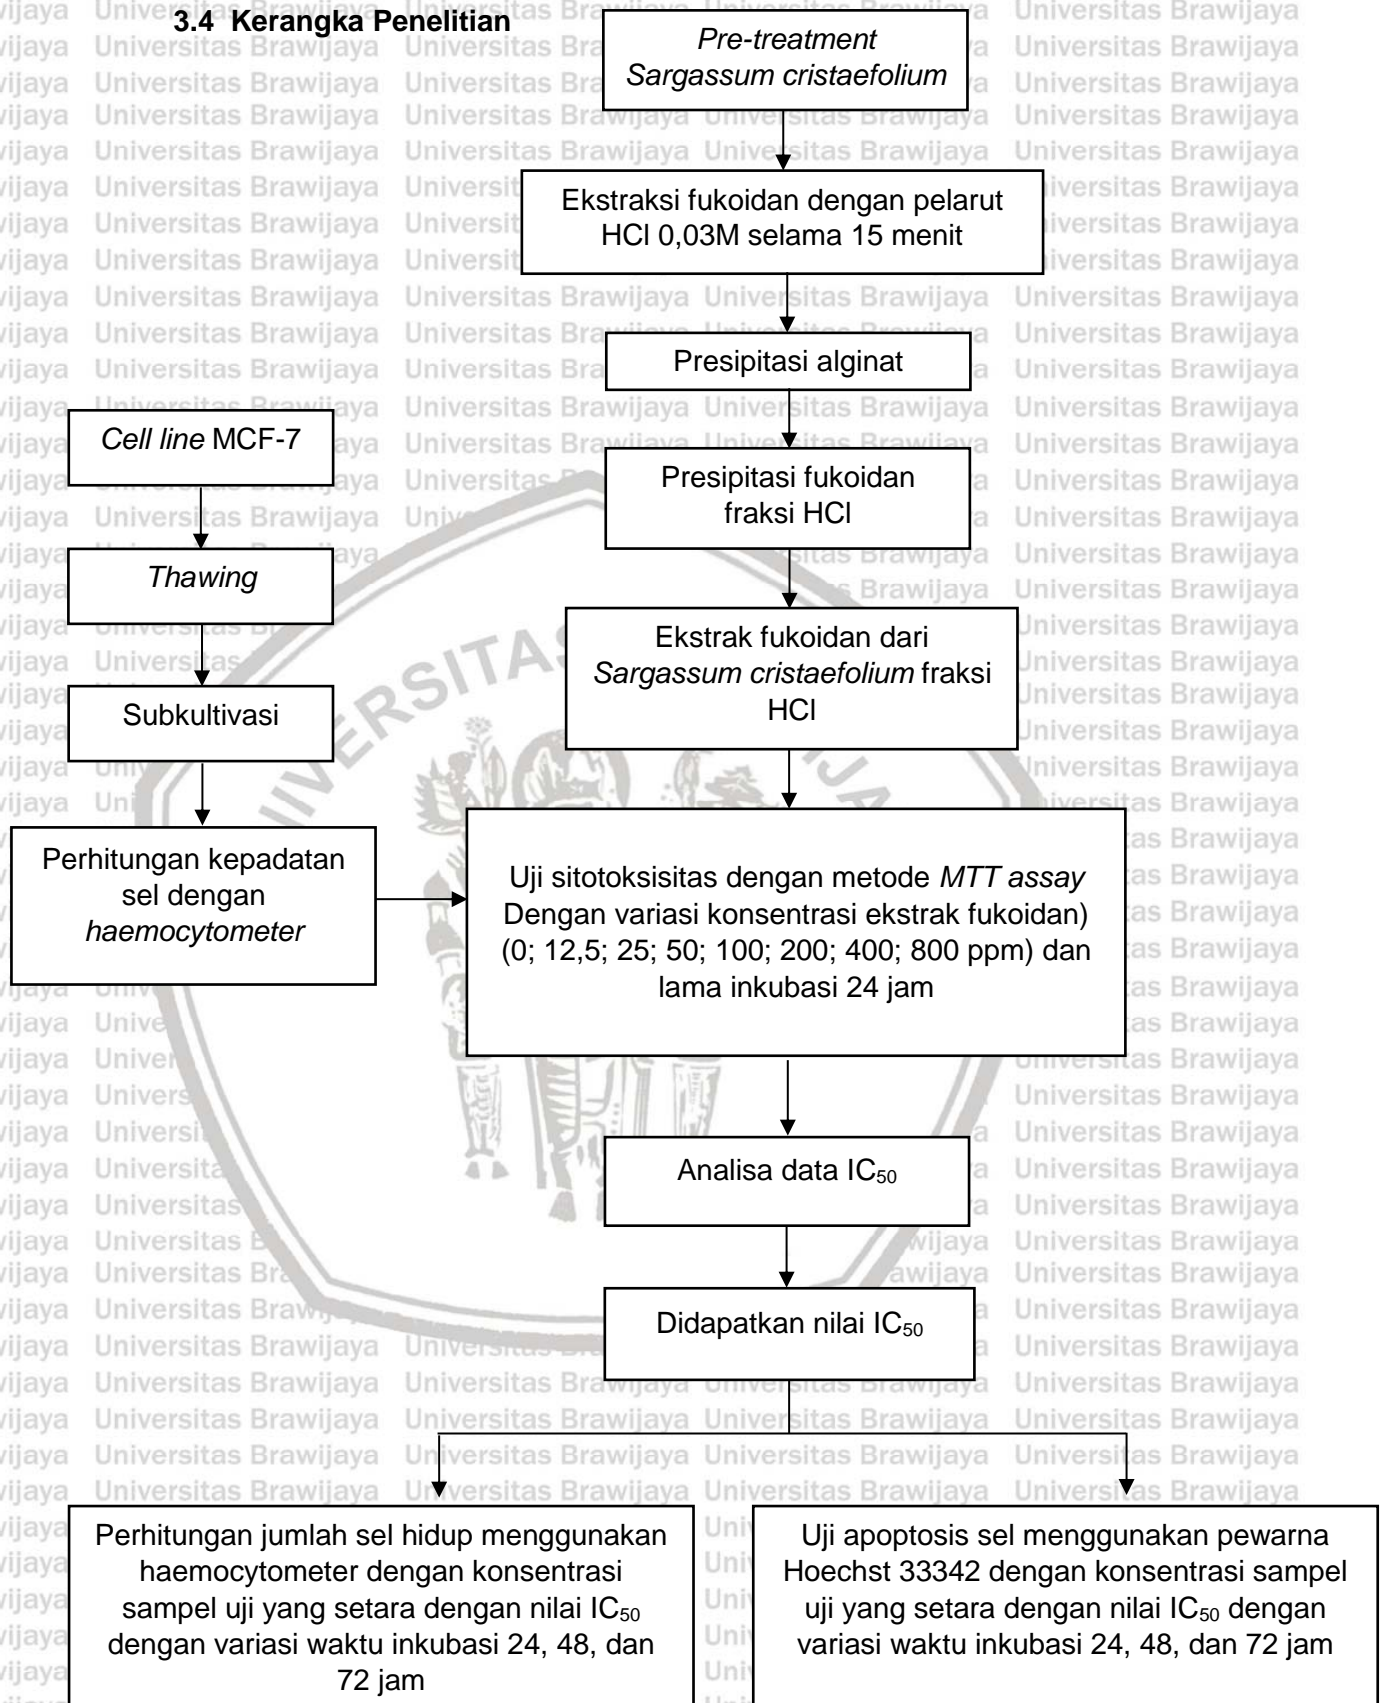 3.4 Kerangka Penelitian
Pre-treatment
Sargassum cristaefolium
Ekstraksi fukoidan dengan pelarut
HCl 0,03M selama 15 menit
Presipitasi alginat
Presipitasi fukoidan
fraksi HCl
Ekstrak fukoidan dari
Sargassum cristaefolium fraksi
HCl
Cell line MCF-7
Thawing
Subkultivasi
Perhitungan kepadatan
sel dengan
haemocytometer
Uji sitotoksisitas dengan metode MTT assay
Dengan variasi konsentrasi ekstrak fukoidan)
(0; 12,5; 25; 50; 100; 200; 400; 800 ppm) dan
lama inkubasi 24 jam
Analisa data IC50
Didapatkan nilai IC50
Perhitungan jumlah sel hidup menggunakan
haemocytometer dengan konsentrasi
sampel uji yang setara dengan nilai IC50
dengan variasi waktu inkubasi 24, 48, dan
72 jam
Uji apoptosis sel menggunakan pewarna
Hoechst 33342 dengan konsentrasi sampel
uji yang setara dengan nilai IC50 dengan
variasi waktu inkubasi 24, 48, dan 72 jam